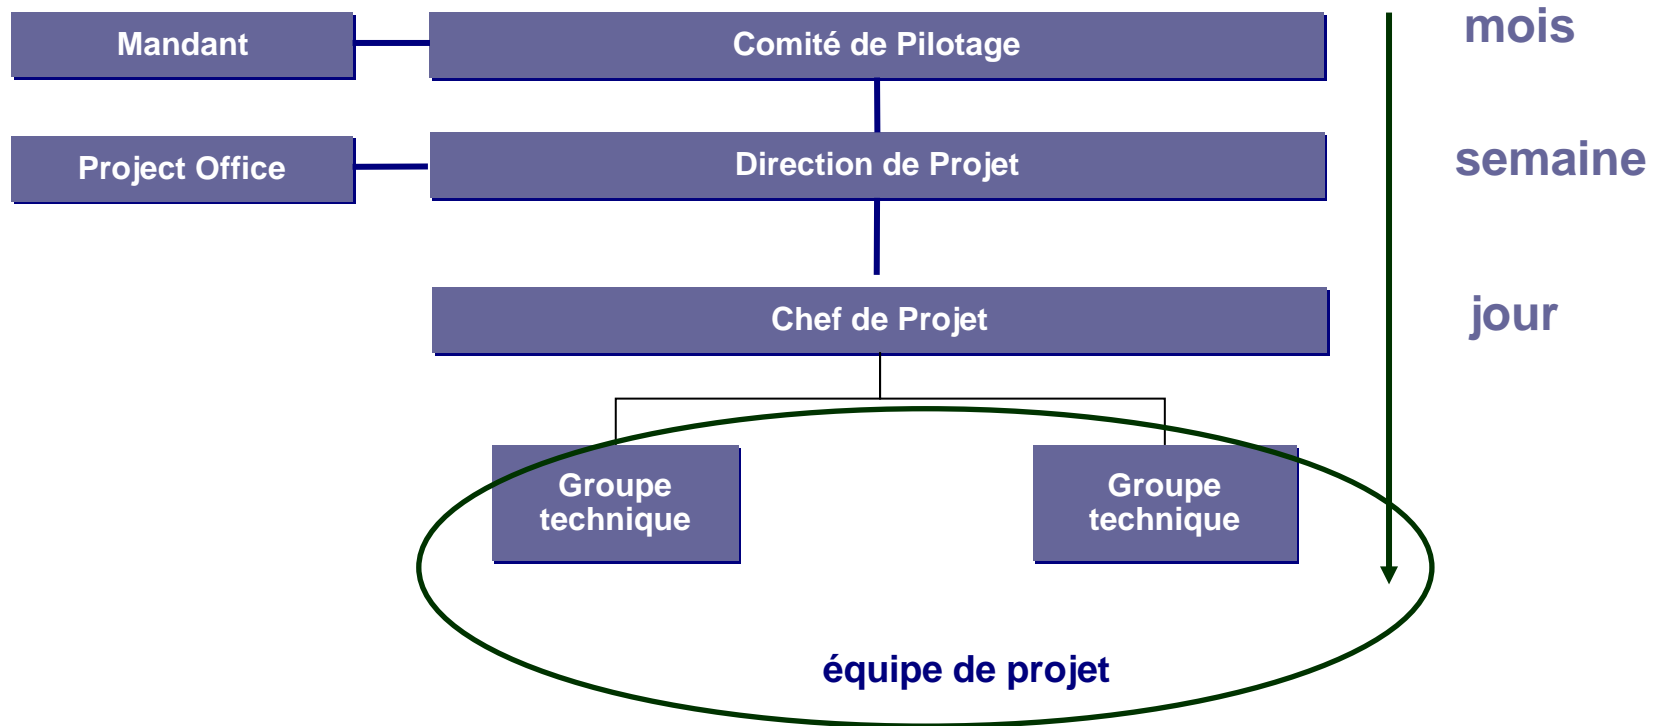 Mandant
Comité de Pilotage
mois
Project Office
Direction de Projet
semaine
Chef de Projet
jour
Groupe
technique
Groupe
technique
équipe de projet